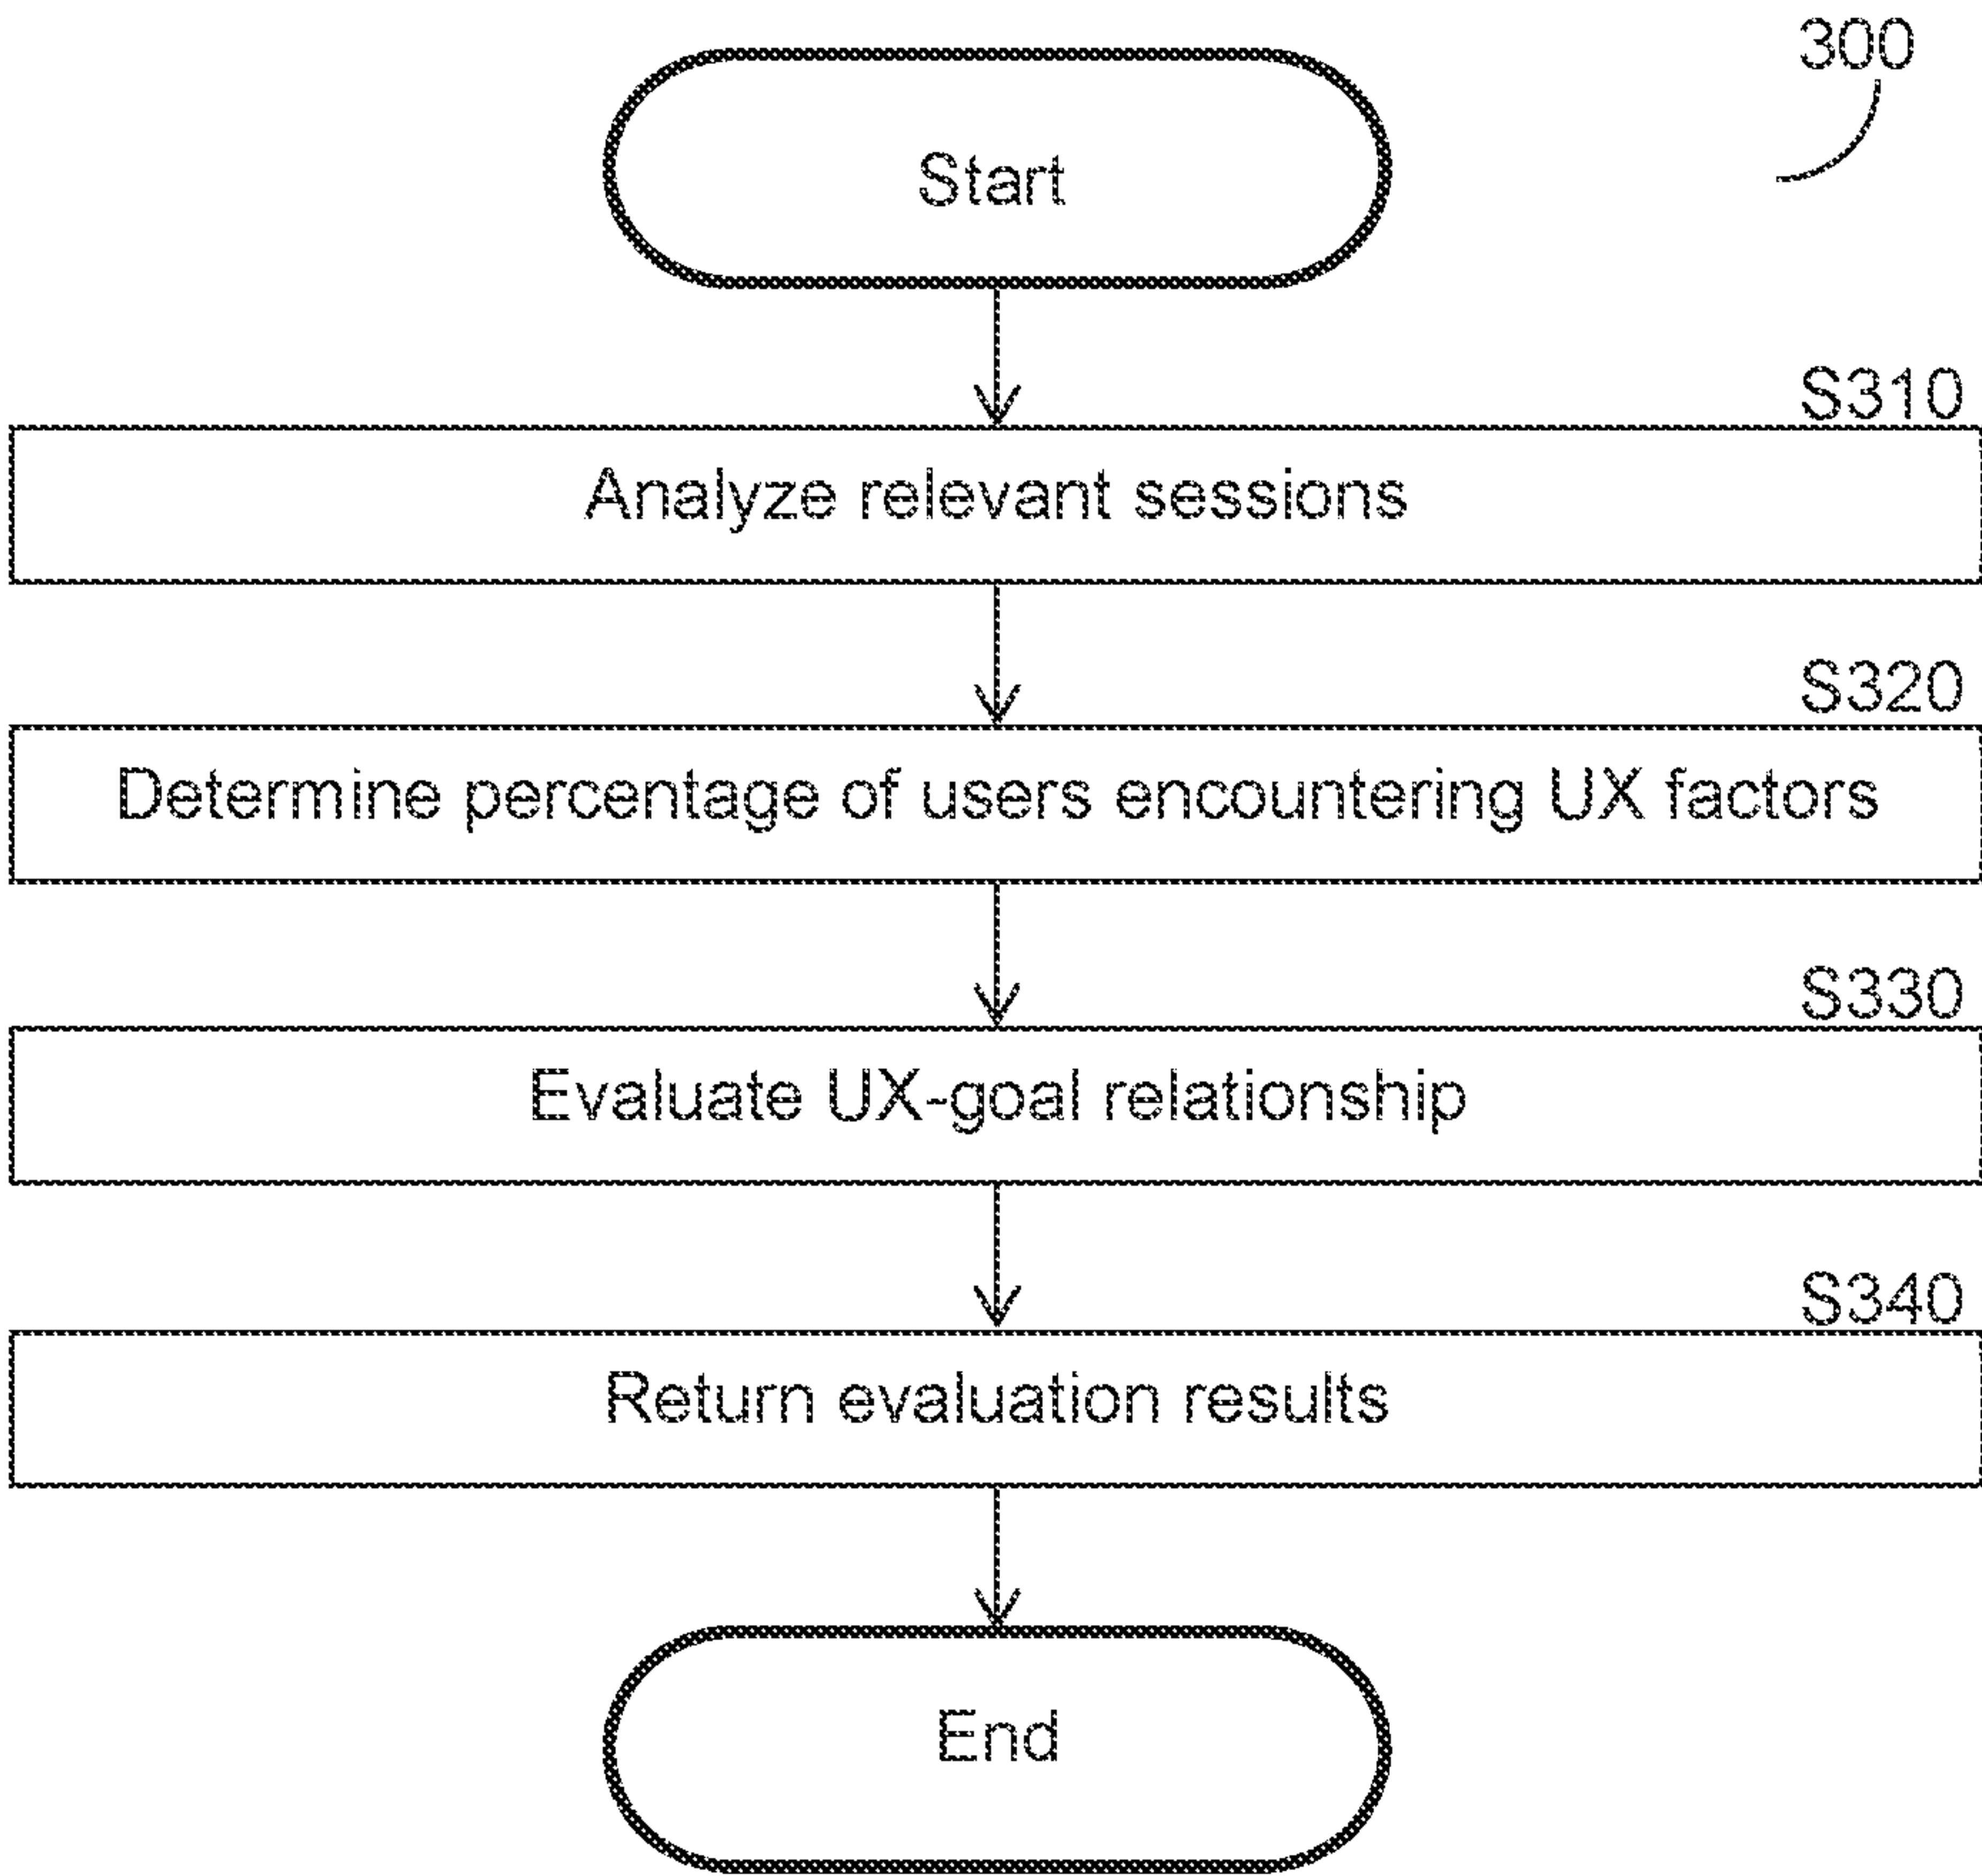 300
Start
S310
Analyze relevant sessions
S320
Determine percentage of users encountering UX factors
S330
Evaluate UX-goal relationship
S340
Return evaluation results
End